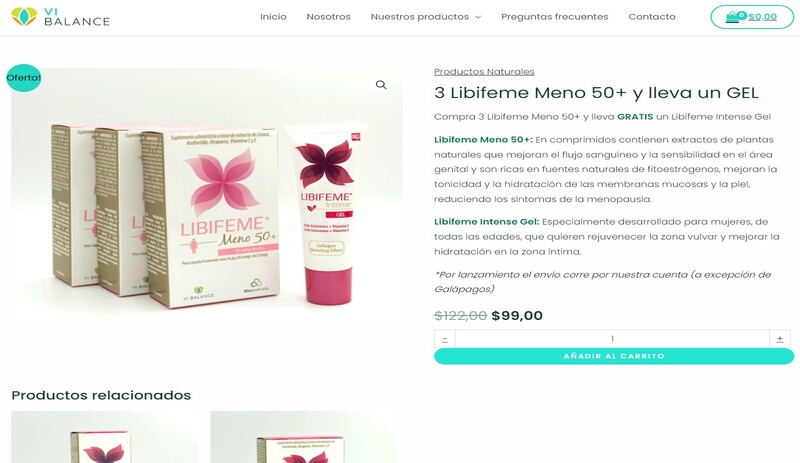 VI
BALANCE
Inicio
Nosotros
Nuestros productos
Preguntas frecuentes
Contacto
0
$0,00
Oferta!
Suplemento alimenticio a base de extracto de Linaza,
Asafoetida, Aloapara, Vitamina C y E
LIBIFEME®
Meno 50+
VI BALANCE
LIBIFEME®
Intense
GEL
Collagen
Boosting Effect
Productos Naturales
3 Libifeme Meno 50+ y lleva un GEL
Compra 3 Libifeme Meno 50+ y lleva GRATIS un Libifeme Intense Gel
Libifeme Meno 50+: En comprimidos contienen extractos de plantas
naturales que mejoran el flujo sanguíneo y la sensibilidad en el área
genital y son ricas en fuentes naturales de fitoestrógenos, mejoran la
tonicidad y la hidratación de las membranas mucosas y la piel,
reduciendo los síntomas de la menopausia.
Libifeme Intense Gel: Especialmente desarrollado para mujeres, de
todas las edades, que quieren rejuvenecer la zona vulvar y mejorar la
hidratación en la zona íntima.
*Por lanzamiento el envío corre por nuestra cuenta (a excepción de
Galápagos)
$122,00 $99,00
- 1 +
AÑADIR AL CARRITO
Productos relacionados